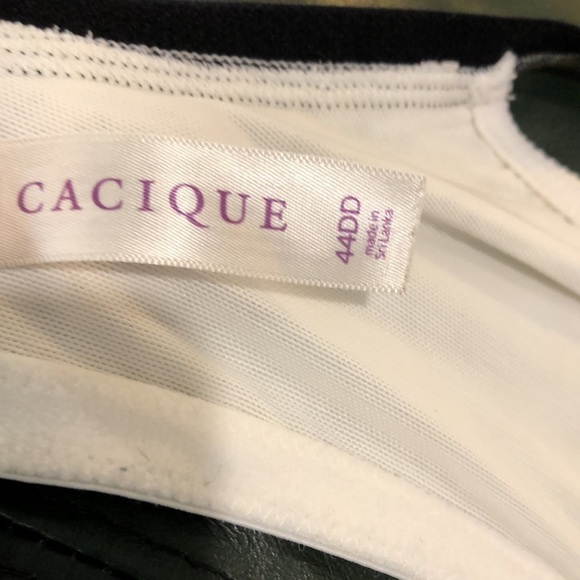 CACIQUE
44DD
made in
Sri Lanka